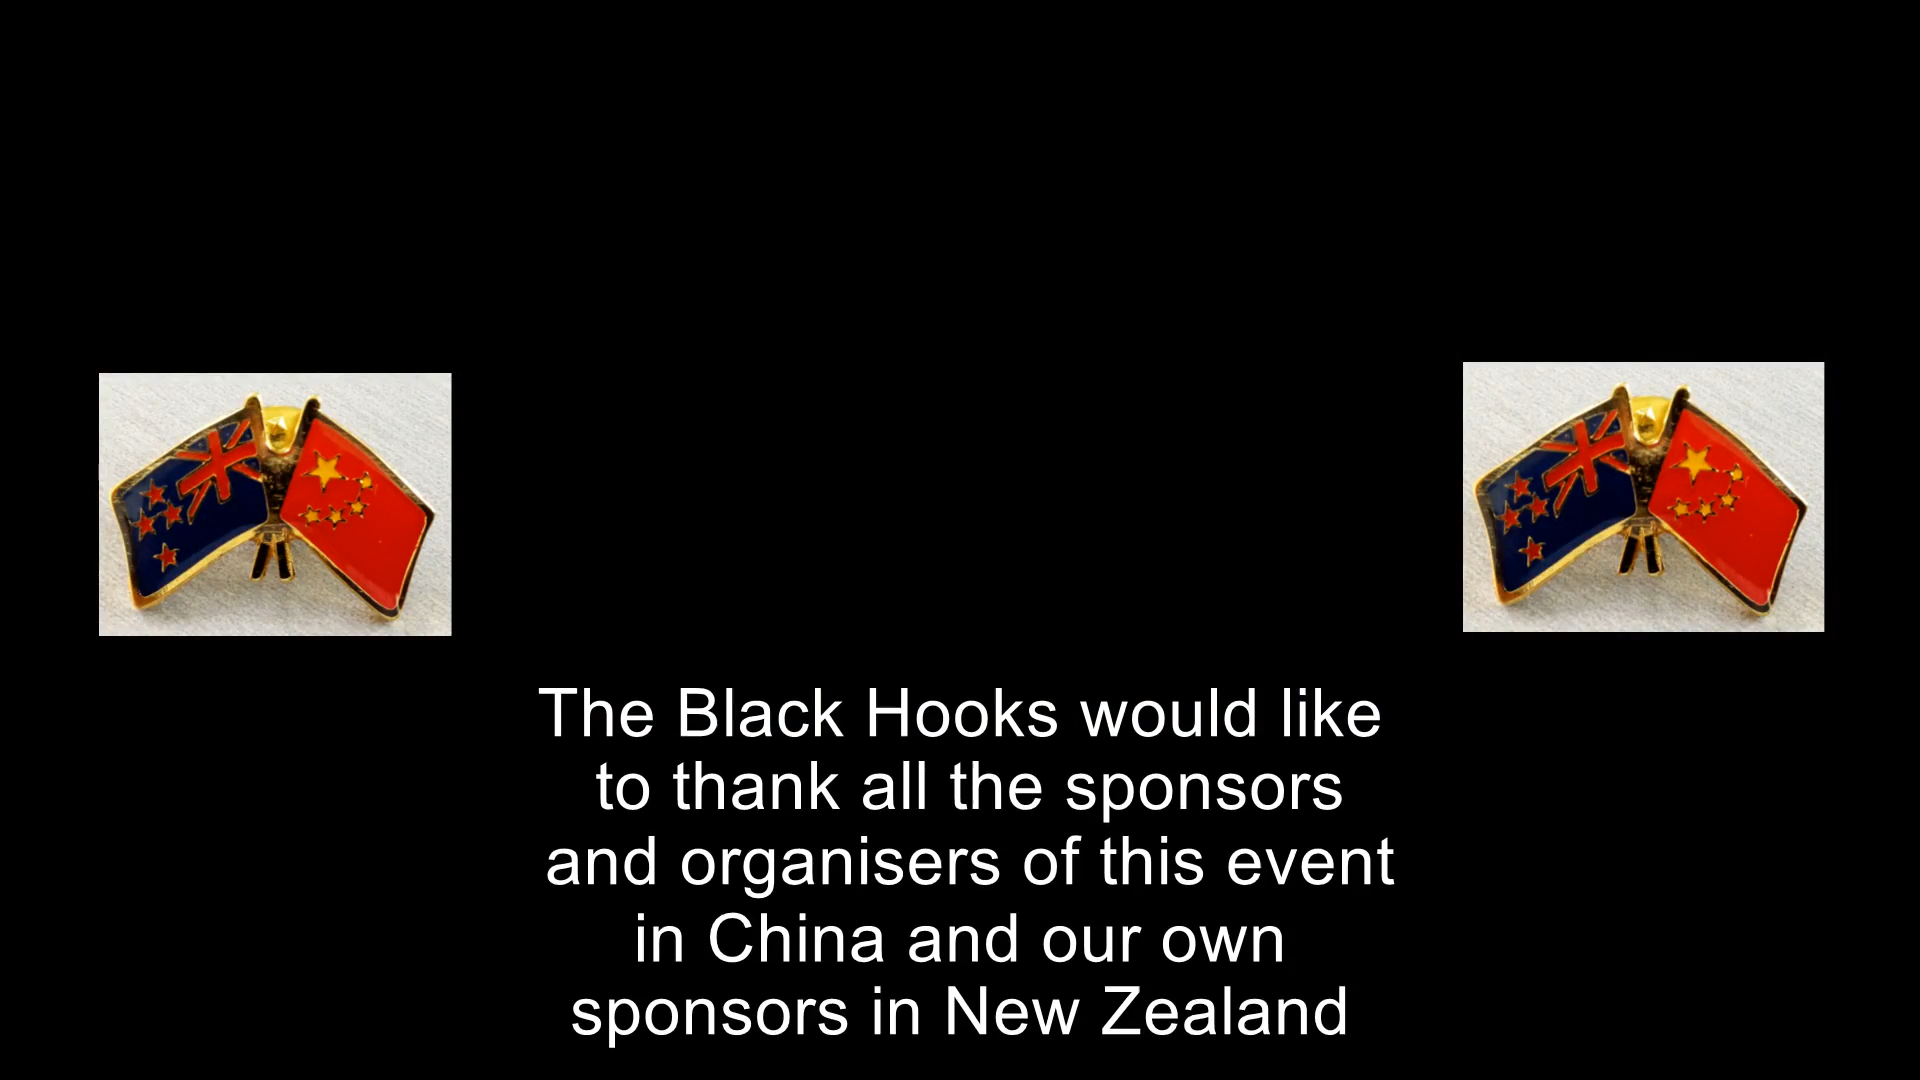 The Black Hooks would like
to thank all the sponsors
and organisers of this event
in China and our own
sponsors in New Zealand